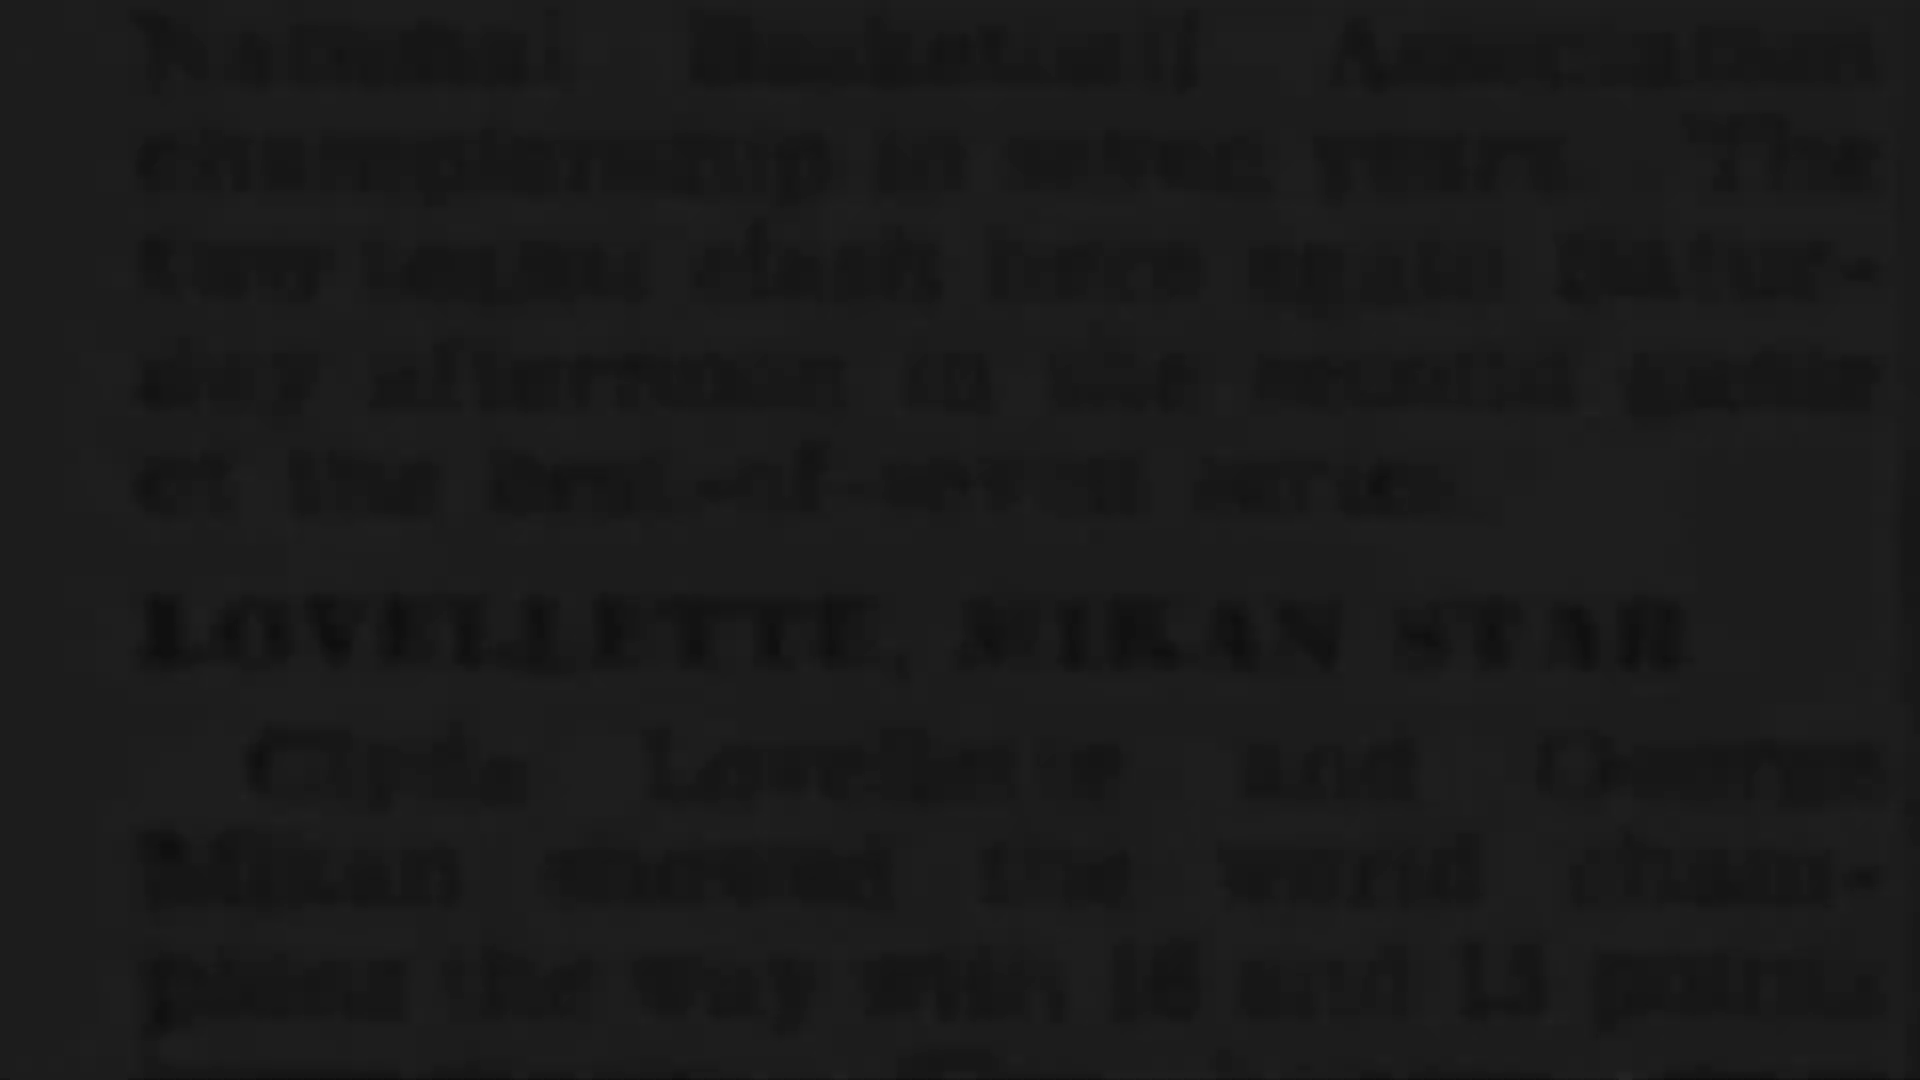 National Basketball Association
championship in seven years. The
two teams clash here again Satur-
day afternoon in the second game
of the best-of-seven series.
LOVELLETTE, MIKAN STAR
Clyde Lovellette and George
Mikan showed the world cham-
pions the way with 16 and 15 points,